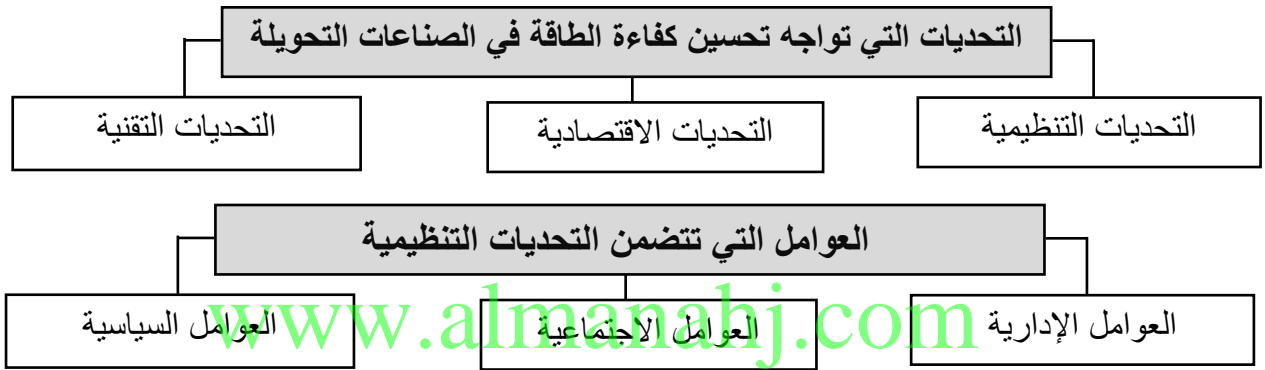 التحديات التي تواجه تحسين كفاءة الطاقة في الصناعات التحويلة
التحديات التنظيمية
التحديات الاقتصادية
التحديات التقنية
العوامل التي تتضمن التحديات التنظيمية
العوامل الإدارية
العوامل الاجتماعية
العوامل السياسية
www.almanahj.com